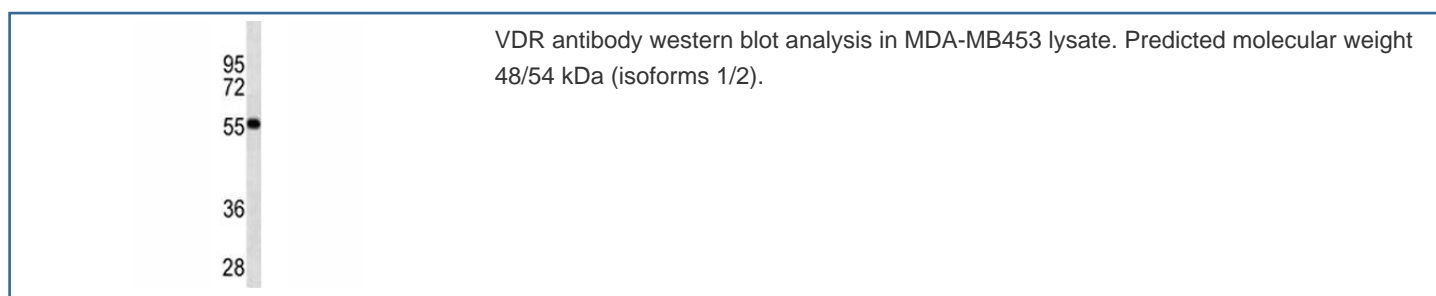 VDR antibody western blot analysis in MDA-MB453 lysate. Predicted molecular weight
48/54 kDa (isoforms 1/2).
95
72
55
36
28